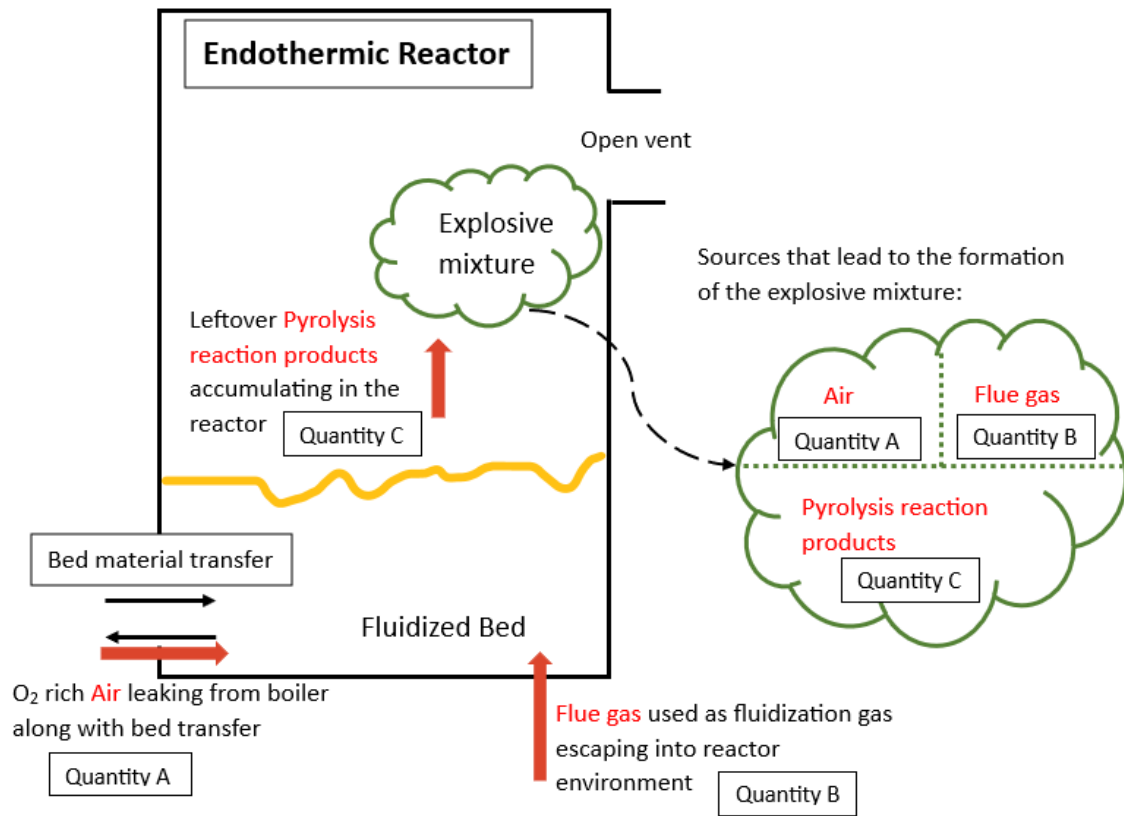 Endothermic Reactor
Open vent
Explosive
mixture
Sources that lead to the formation
of the explosive mixture:
Leftover Pyrolysis
reaction products
accumulating in the
reactor
Quantity C
Air
Quantity A
Flue gas
Quantity B
Pyrolysis reaction
products
Quantity C
Bed material transfer
Fluidized Bed
O₂ rich Air leaking from boiler
along with bed transfer
Quantity A
Flue gas used as fluidization gas
escaping into reactor
environment
Quantity B